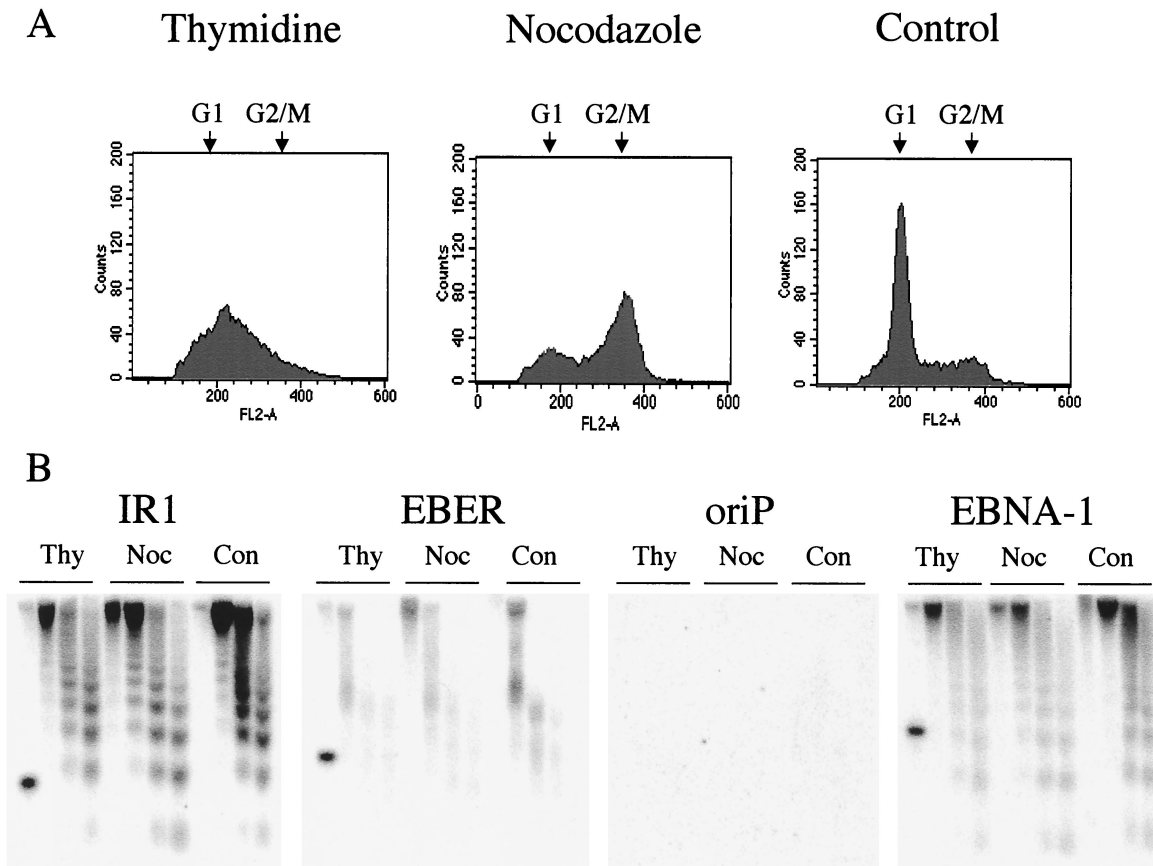 A
Thymidine
Nocodazole
Control
G1 G2/M
G1 G2/M
G1 G2/M
Counts
200
160
120
80
40
0
200 400 600
FL2-A
Counts
200
160
120
80
40
0
0 200 400 600
FL2-A
Counts
200
160
120
80
40
0
200 400 600
FL2-A
B
IR1
EBER
oriP
EBNA-1
Thy Noc Con
Thy Noc Con
Thy Noc Con
Thy Noc Con